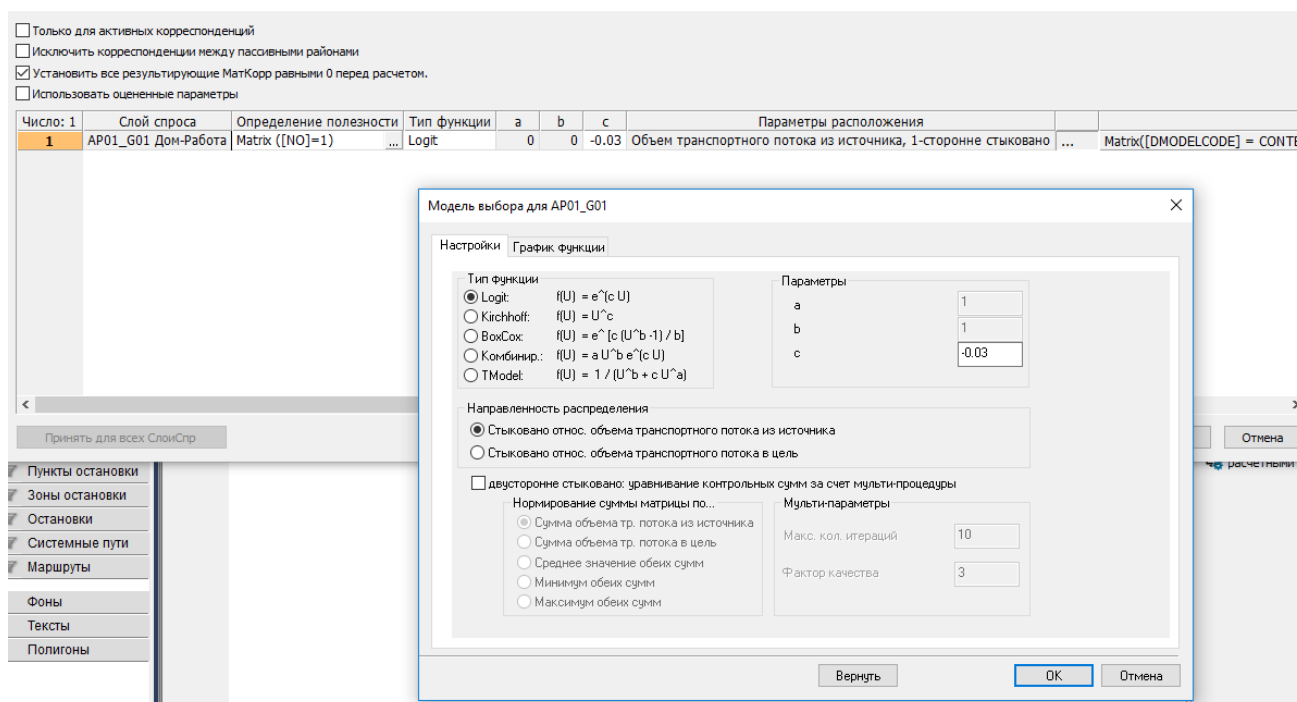 Только для активных корреспонденций
Исключить корреспонденции между пассивными районами
Установить все результирующие МатКорр равными 0 перед расчетом.
Использовать оцененные параметры
Число: 1 Слой спроса Определение полезности Тип функции a b c Параметры расположения
1 AP01_G01 Дом-Работа Matrix ([NO]=1) ... Logit 0 0 -0.03 Объем транспортного потока из источника, 1-сторонне стыковано ... Matrix([DMODELCODE] = CONTE
Модель выбора для AP01_G01
Настройки График функции
Тип функции
Logit: f(U) = e^(c U)
Kirchhoff: f(U) = U^c
BoxCox: f(U) = e^ [c (U^b -1) / b]
Комбинир.: f(U) = a U^b e^(c U)
TModel: f(U) = 1 / (U^b + c U^a)
Параметры
a 1
b 1
c -0.03
Направленность распределения
Стыковано относ. объема транспортного потока из источника
Стыковано относ. объема транспортного потока в цель
двусторонне стыковано: уравнивание контрольных сумм за счет мульти-процедуры
Нормирование суммы матрицы по...
Сумма объема тр. потока из источника
Сумма объема тр. потока в цель
Среднее значение обеих сумм
Минимум обеих сумм
Максимум обеих сумм
Мульти-параметры
Макс. кол. итераций 10
Фактор качества 3
Вернуть OK Отмена
Принять для всех СлоиСпр
Отмена
Пункты остановки
Зоны остановки
Остановки
Системные пути
Маршруты
Фоны
Тексты
Полигоны
расчетными